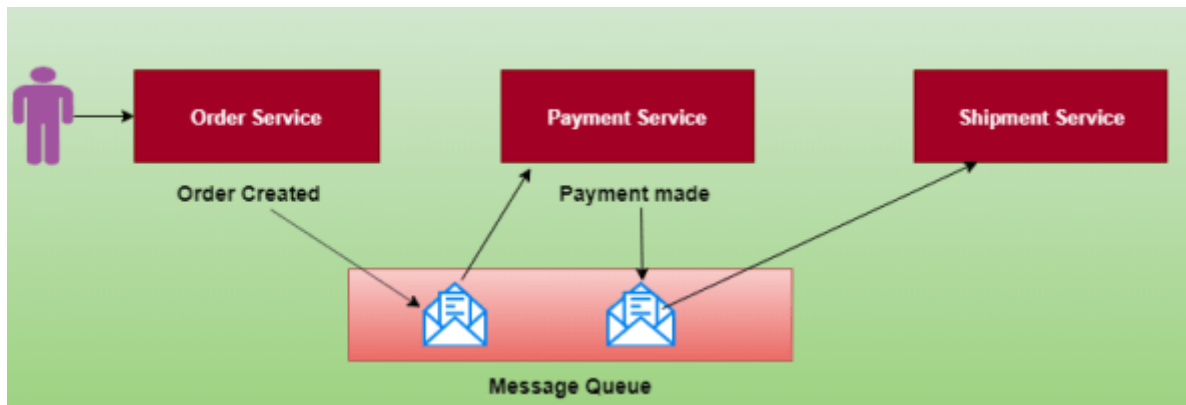 Order Service
Payment Service
Shipment Service
Order Created
Payment made
Message Queue